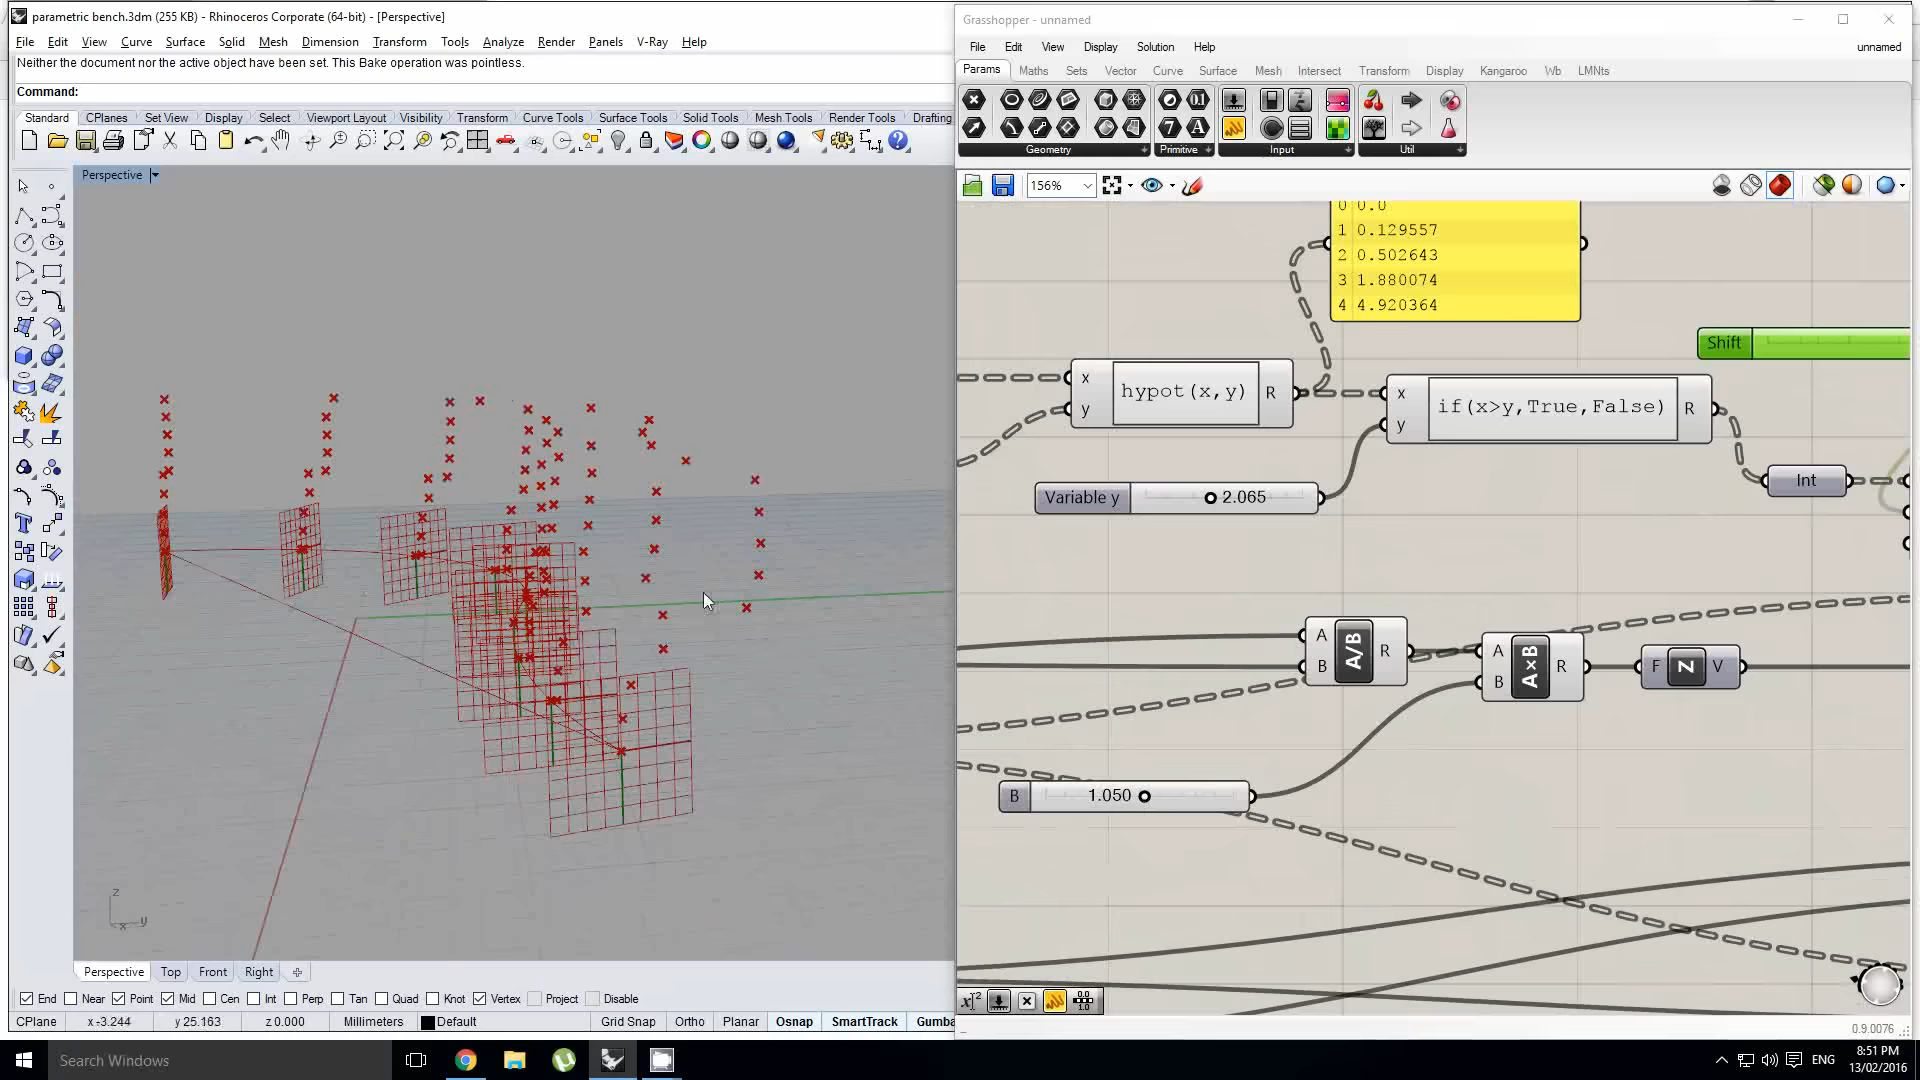 parametric bench.3dm (255 KB) - Rhinoceros Corporate (64-bit) - [Perspective]
File Edit View Curve Surface Solid Mesh Dimension Transform Tools Analyze Render Panels V-Ray Help
Neither the document nor the active object have been set. This Bake operation was pointless.
Command:
Standard CPlanes Set View Display Select Viewport Layout Visibility Transform Curve Tools Surface Tools Solid Tools Mesh Tools Render Tools Drafting
Perspective
z
x
y
Perspective Top Front Right
End Near Point Mid Cen Int Perp Tan Quad Knot Vertex Project Disable
CPlane x -3.244 y 25.163 z 0.000 Millimeters Default Grid Snap Ortho Planar Osnap SmartTrack Gumba
Grasshopper - unnamed
File Edit View Display Solution Help unnamed
Params Maths Sets Vector Curve Surface Mesh Intersect Transform Display Kangaroo Wb LMNts
Geometry Primitive Input Util
156%
0 0.0
1 0.129557
2 0.502643
3 1.880074
4 4.920364
Shift
x
y
hypot(x,y)
R
x
y
if(x>y,True,False)
R
Variable y 2.065
Int
A
B
A/B
R
A
B
A×B
R
F Z V
B 1.050
0.9.0076
Search Windows
ENG
8:51 PM
13/02/2016